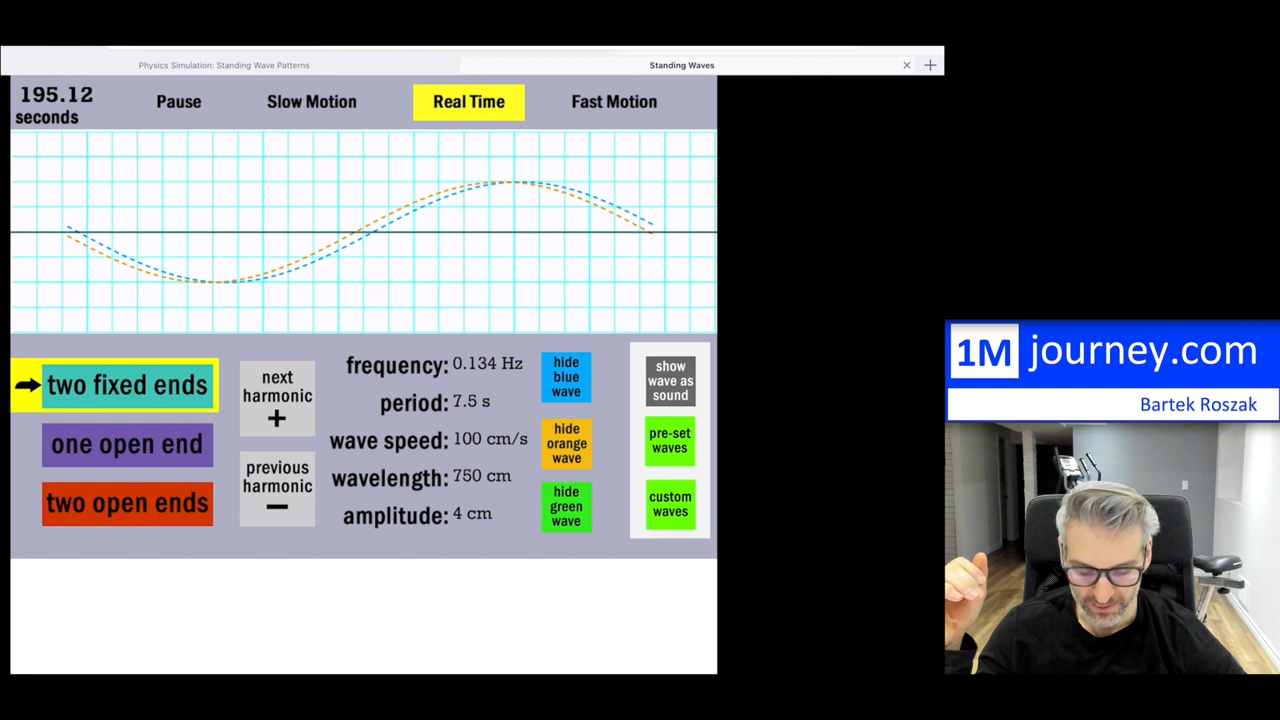 Physics Simulation: Standing Wave Patterns
Standing Waves
195.12
seconds
Pause
Slow Motion
Real Time
Fast Motion
two fixed ends
one open end
two open ends
next
harmonic
+
previous
harmonic
−
frequency: 0.134 Hz
period: 7.5 s
wave speed: 100 cm/s
wavelength: 750 cm
amplitude: 4 cm
hide
blue
wave
hide
orange
wave
hide
green
wave
show
wave as
sound
pre-set
waves
custom
waves
1M journey.com
Bartek Roszak